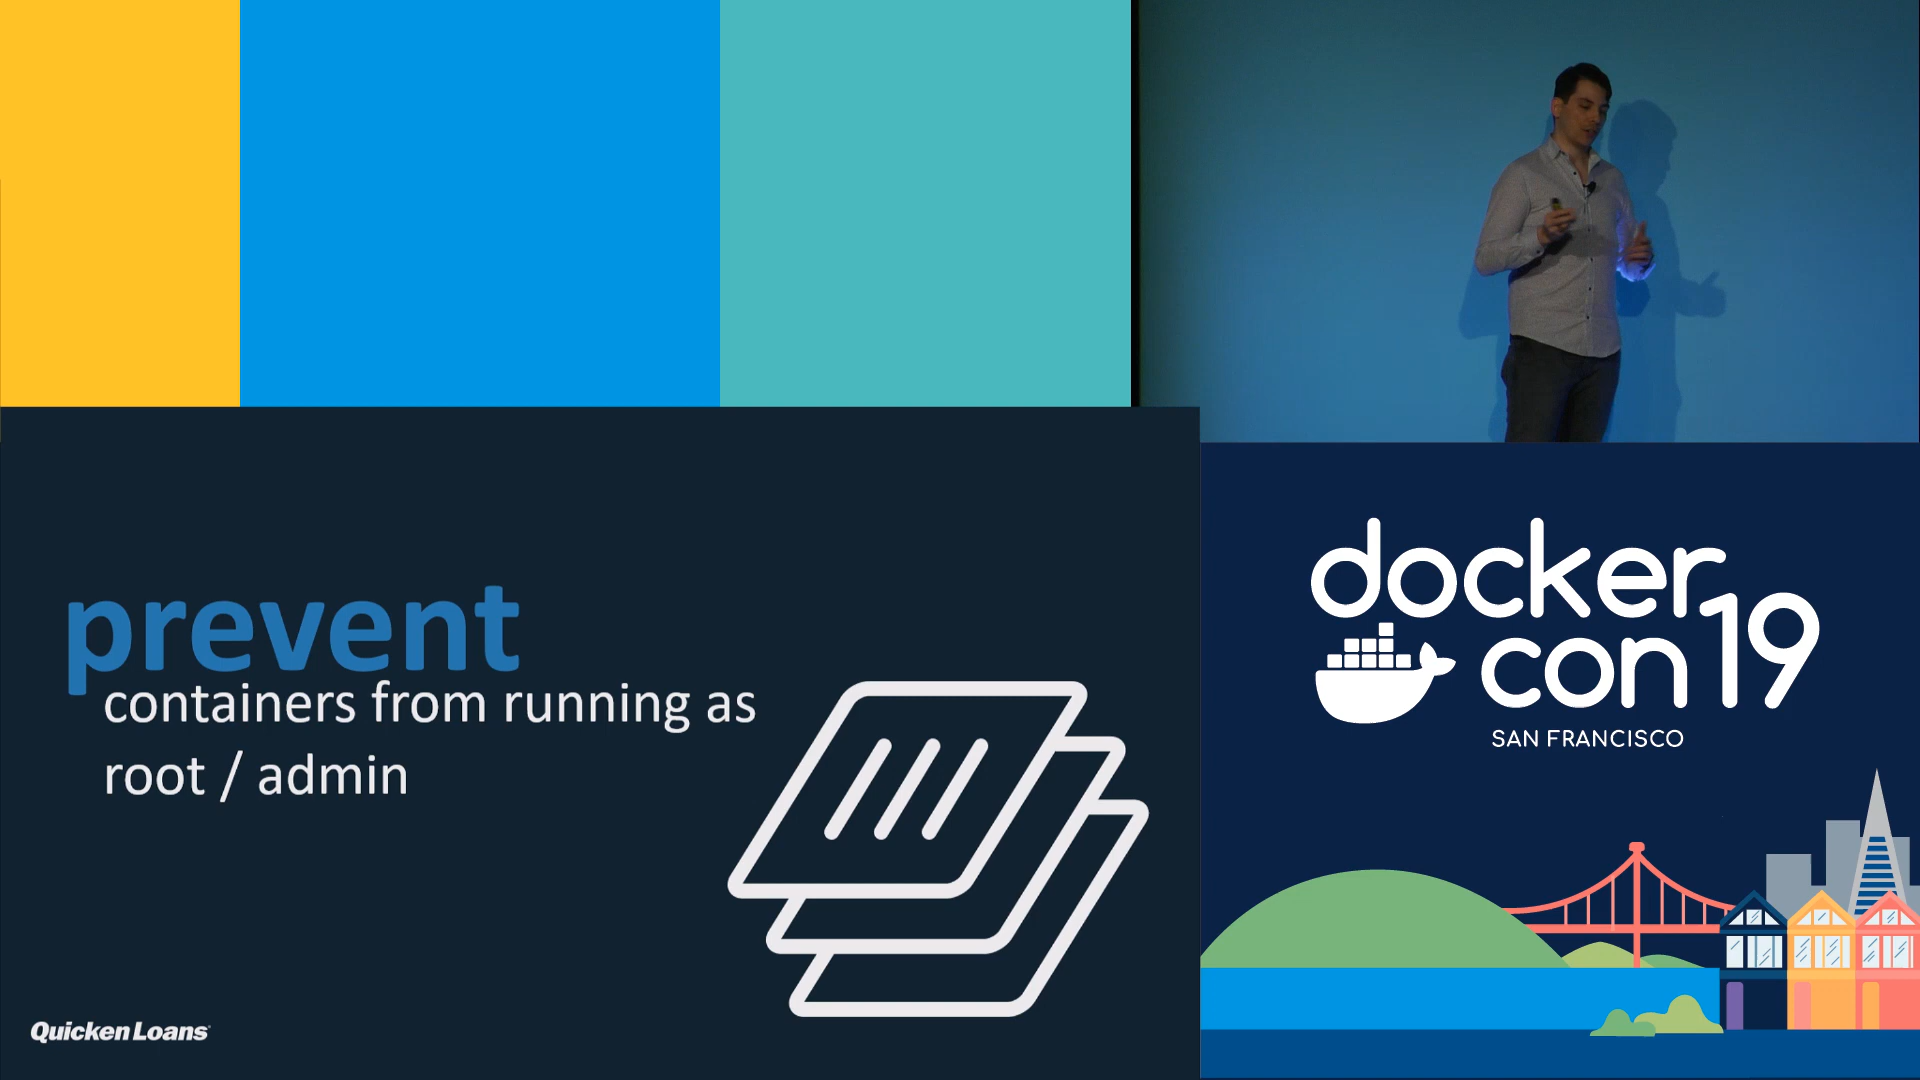 prevent
containers from running as
root / admin
Quicken Loans
docker
con 19
SAN FRANCISCO